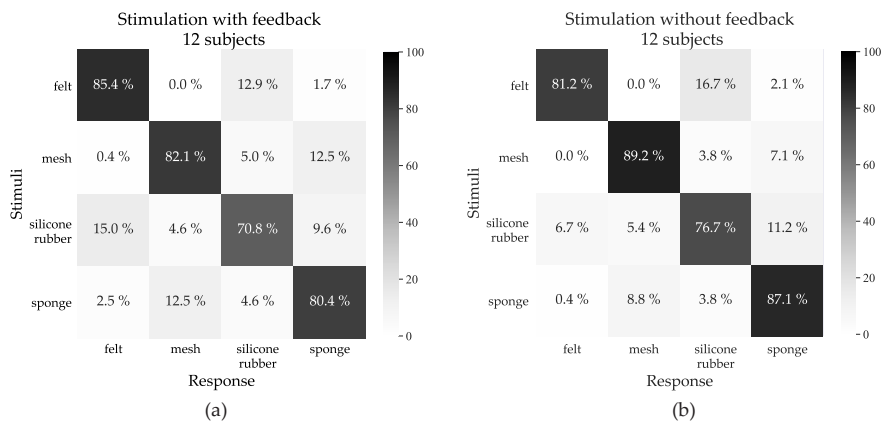 Stimulation with feedback
12 subjects
felt 85.4 % 0.0 % 12.9 % 1.7 %
mesh 0.4 % 82.1 % 5.0 % 12.5 %
silicone
rubber 15.0 % 4.6 % 70.8 % 9.6 %
sponge 2.5 % 12.5 % 4.6 % 80.4 %
Stimuli
felt mesh silicone
rubber sponge
Response
100
80
60
40
20
0
(a)
Stimulation without feedback
12 subjects
felt 81.2 % 0.0 % 16.7 % 2.1 %
mesh 0.0 % 89.2 % 3.8 % 7.1 %
silicone
rubber 6.7 % 5.4 % 76.7 % 11.2 %
sponge 0.4 % 8.8 % 3.8 % 87.1 %
Stimuli
felt mesh silicone
rubber sponge
Response
100
80
60
40
20
0
(b)